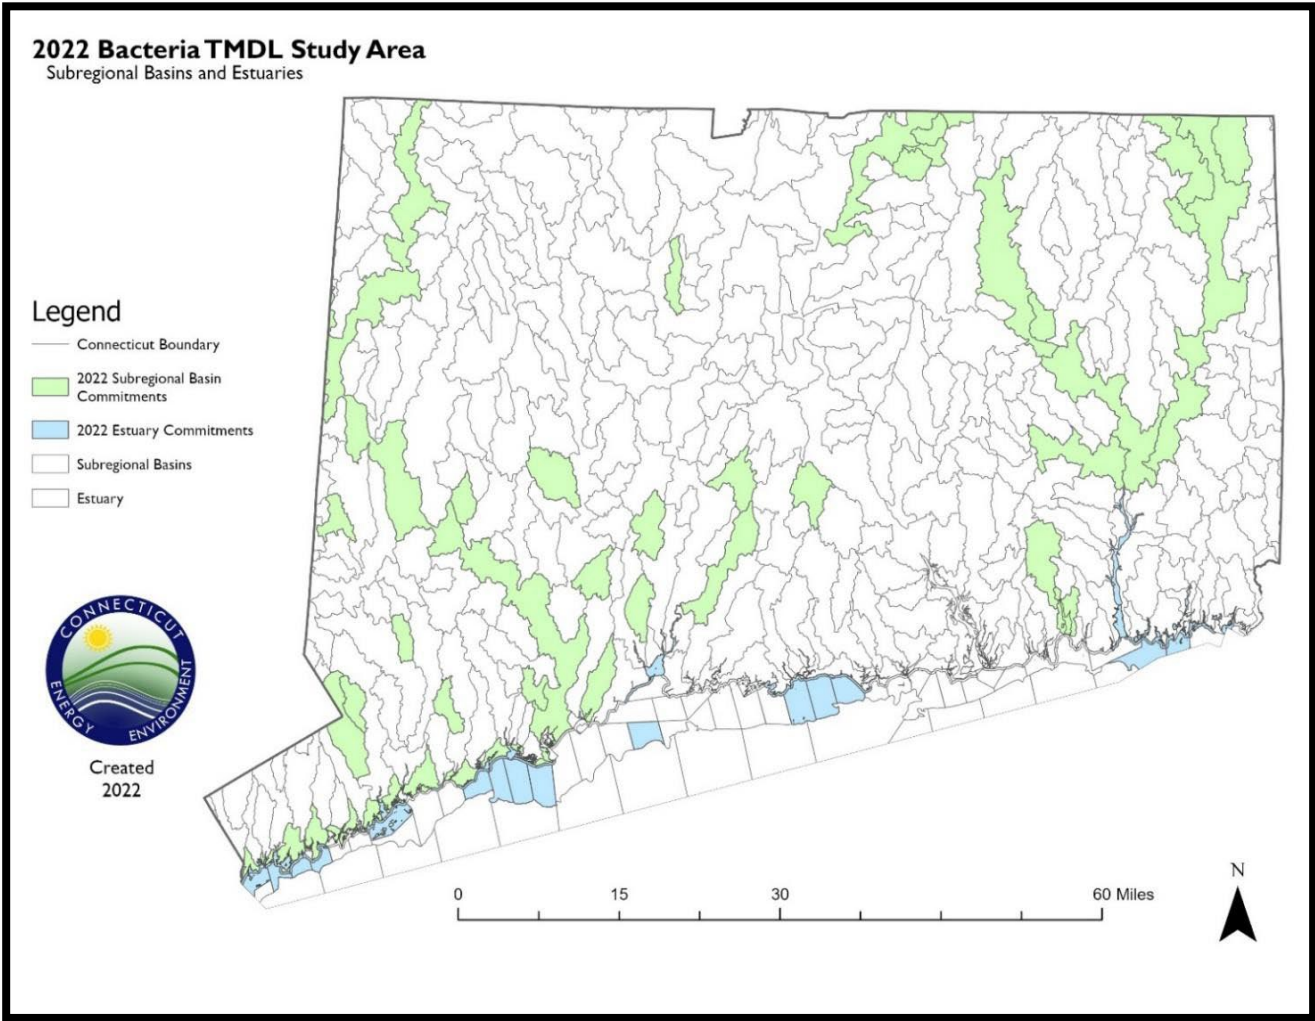 2022 Bacteria TMDL Study Area
Subregional Basins and Estuaries
Legend
Connecticut Boundary
2022 Subregional Basin
Commitments
2022 Estuary Commitments
Subregional Basins
Estuary
CONNECTICUT
ENERGY
ENVIRONMENT
Created
2022
0 15 30 60 Miles
N